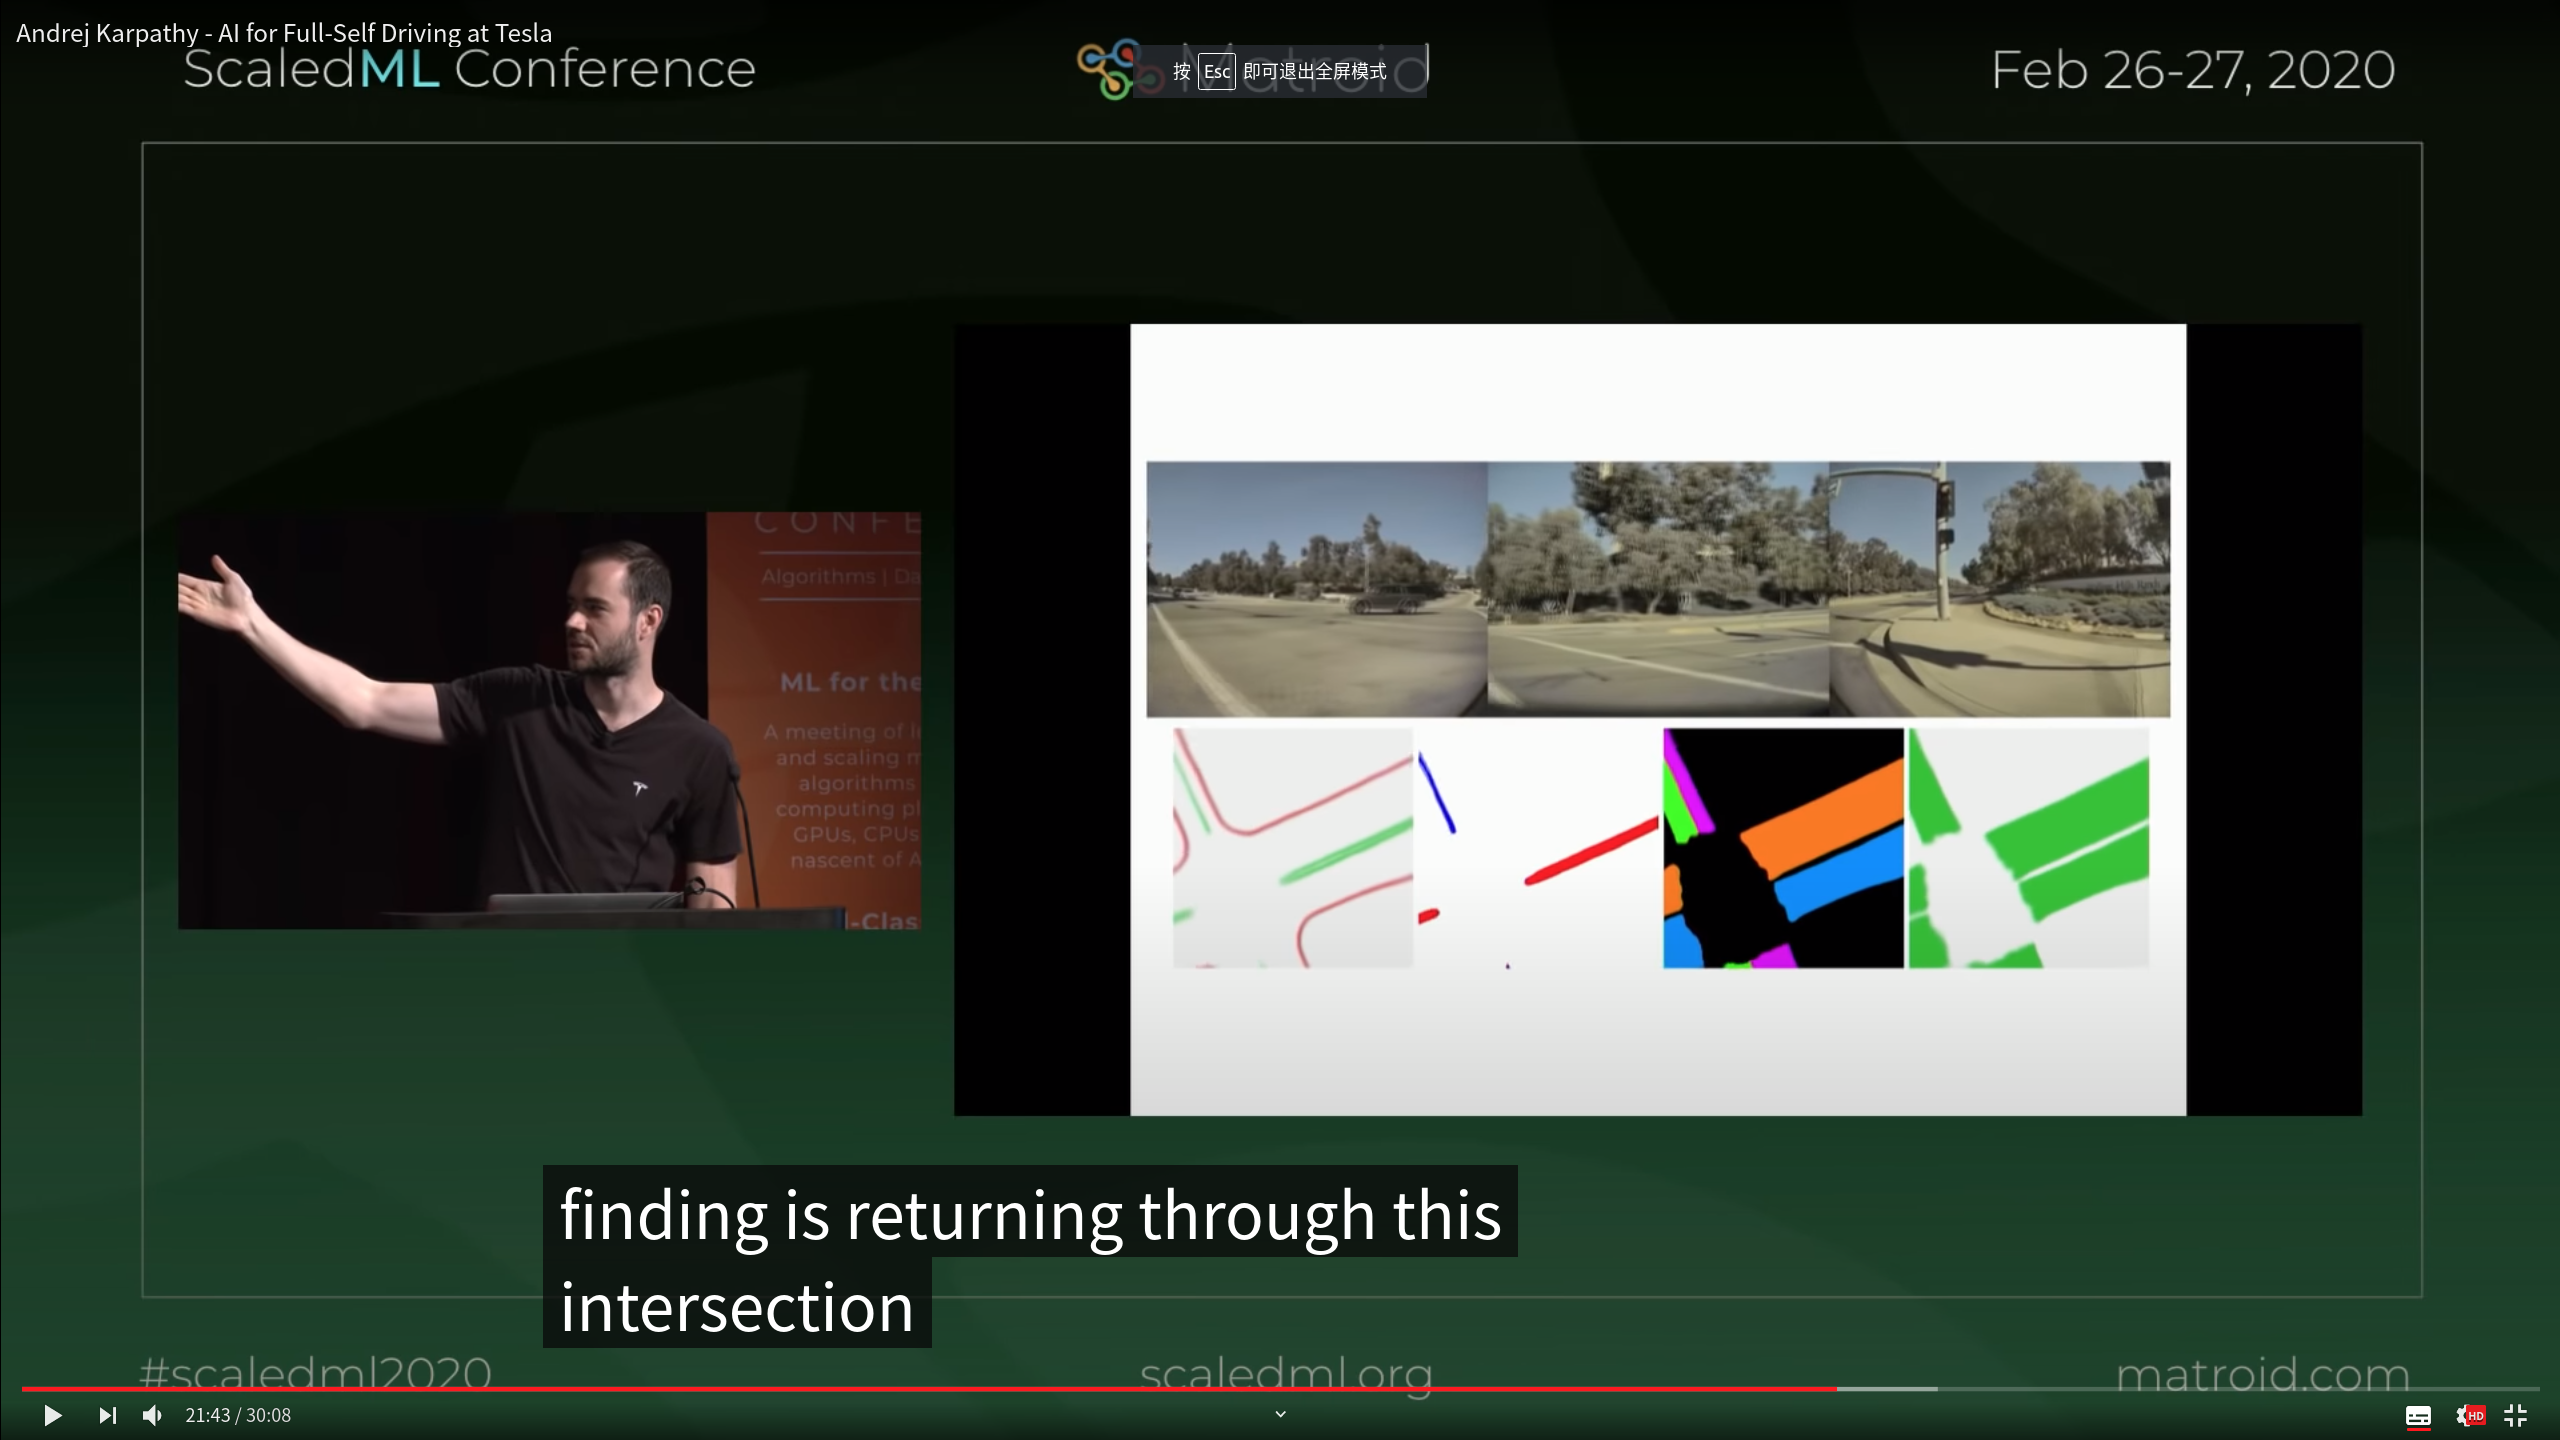 Andrej Karpathy - AI for Full-Self Driving at Tesla
ScaledML Conference
Matroid
按 Esc 即可退出全屏模式
Feb 26-27, 2020
CONFE
Algorithms | Da
ML for the
A meeting of
and scaling
algorithms
computing
GPUs, CPUs
nascent of A
-Clas
finding is returning through this
intersection
#scaledml2020
scaledml.org
matroid.com
21:43 / 30:08
HD